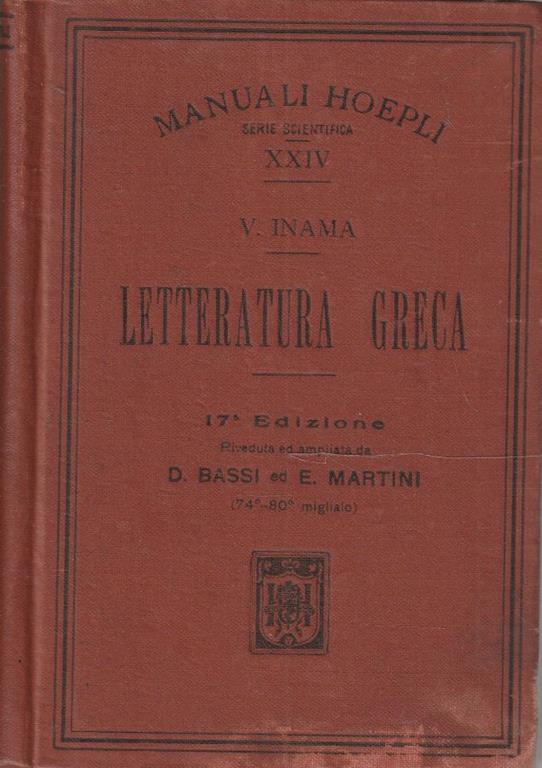 MANUALI HOEPLI
SERIE SCIENTIFICA
XXIV
V. INAMA
LETTERATURA GRECA
17ª Edizione
Riveduta ed ampliata da
D. BASSI ed E. MARTINI
(74°-80° migliaio)